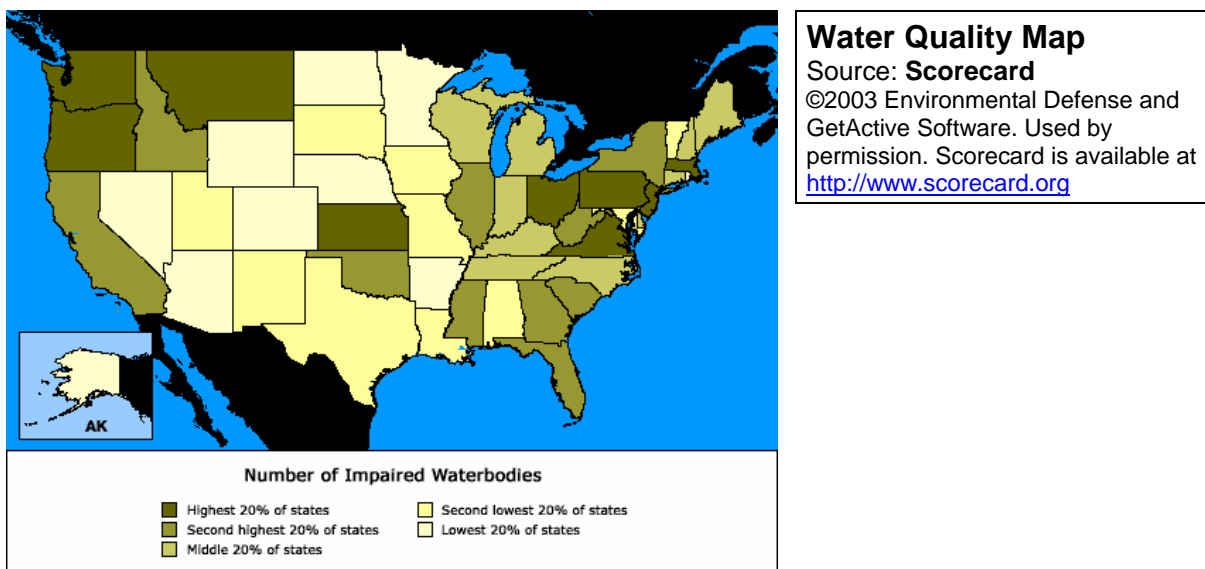 Water Quality Map
Source: Scorecard
©2003 Environmental Defense and
GetActive Software. Used by
permission. Scorecard is available at
http://www.scorecard.org
AK
Number of Impaired Waterbodies
Highest 20% of states
Second highest 20% of states
Middle 20% of states
Second lowest 20% of states
Lowest 20% of states